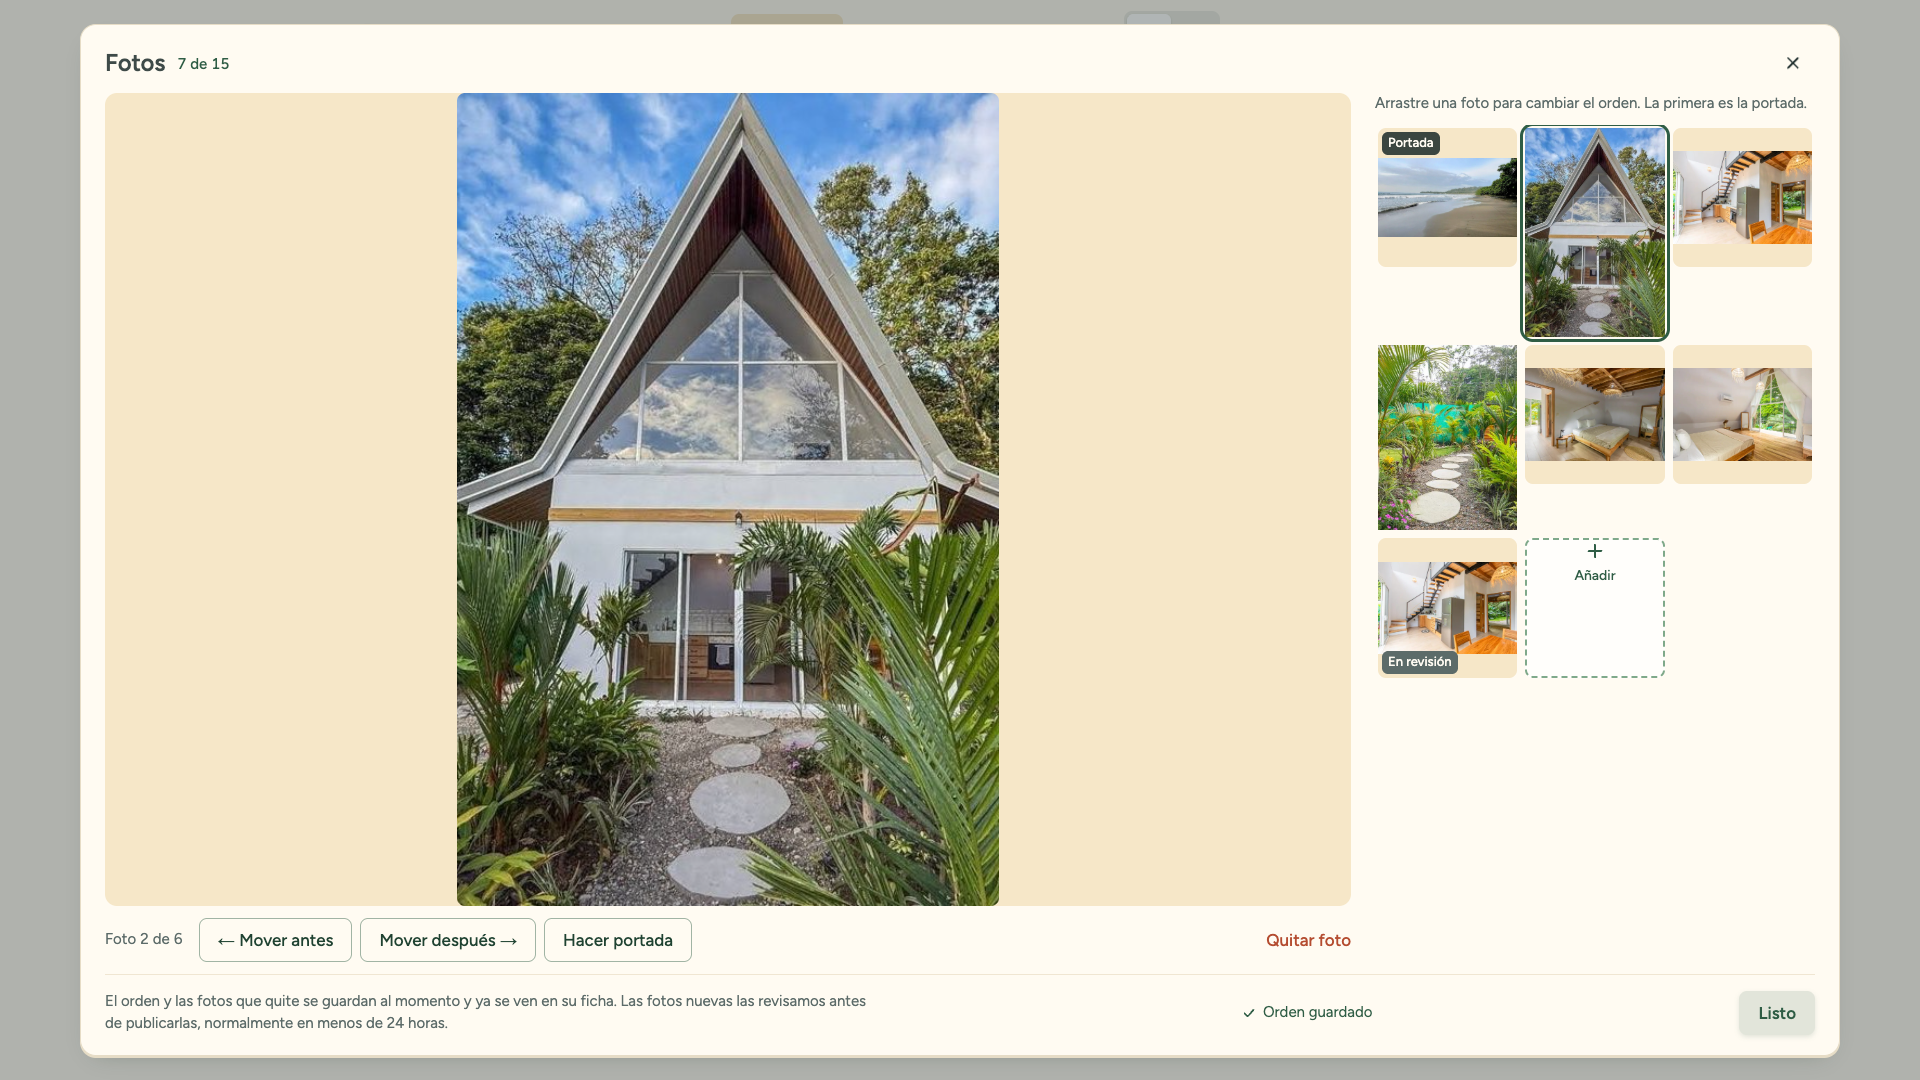 Fotos 7 de 15
Arrastre una foto para cambiar el orden. La primera es la portada.
Portada
Añadir
En revisión
Foto 2 de 6
← Mover antes
Mover después →
Hacer portada
Quitar foto
El orden y las fotos que quite se guardan al momento y ya se ven en su ficha. Las fotos nuevas las revisamos antes
de publicarlas, normalmente en menos de 24 horas.
Orden guardado
Listo